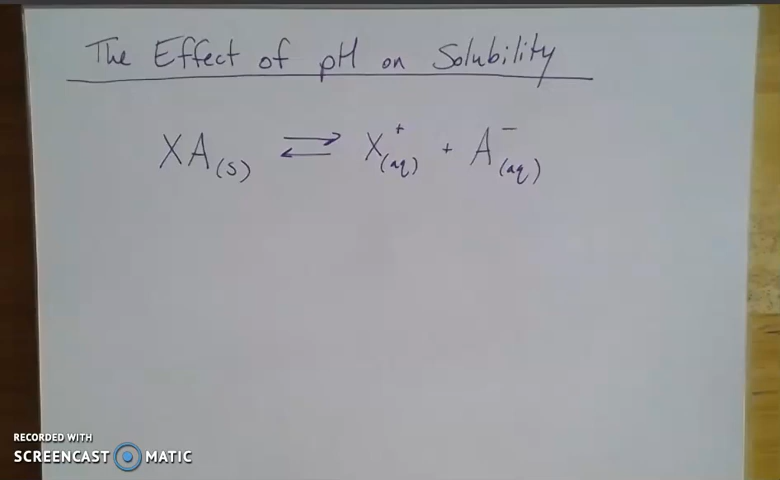 The Effect of pH on Solubility
XA(s) ⇌ X⁺(aq) + A⁻(aq)
RECORDED WITH
SCREENCAST MATIC